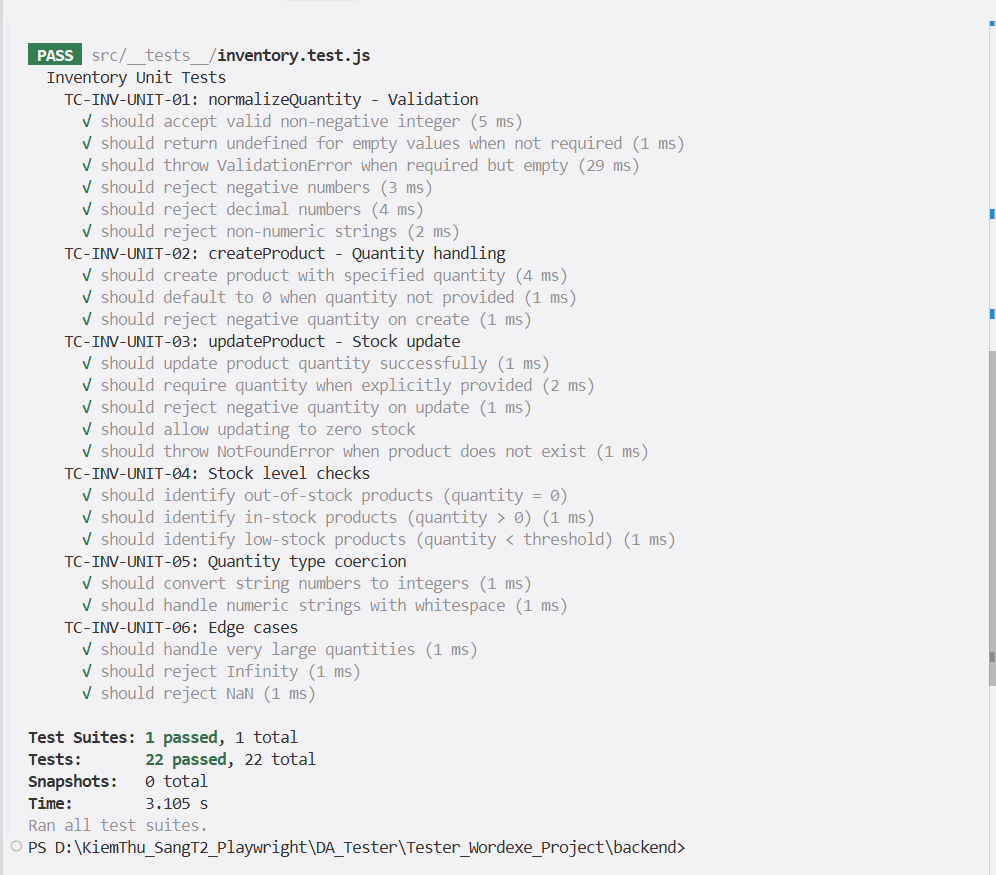 PASS src/__tests__/inventory.test.js
Inventory Unit Tests
TC-INV-UNIT-01: normalizeQuantity - Validation
√ should accept valid non-negative integer (5 ms)
√ should return undefined for empty values when not required (1 ms)
√ should throw ValidationError when required but empty (29 ms)
√ should reject negative numbers (3 ms)
√ should reject decimal numbers (4 ms)
√ should reject non-numeric strings (2 ms)
TC-INV-UNIT-02: createProduct - Quantity handling
√ should create product with specified quantity (4 ms)
√ should default to 0 when quantity not provided (1 ms)
√ should reject negative quantity on create (1 ms)
TC-INV-UNIT-03: updateProduct - Stock update
√ should update product quantity successfully (1 ms)
√ should require quantity when explicitly provided (2 ms)
√ should reject negative quantity on update (1 ms)
√ should allow updating to zero stock
√ should throw NotFoundError when product does not exist (1 ms)
TC-INV-UNIT-04: Stock level checks
√ should identify out-of-stock products (quantity = 0)
√ should identify in-stock products (quantity > 0) (1 ms)
√ should identify low-stock products (quantity < threshold) (1 ms)
TC-INV-UNIT-05: Quantity type coercion
√ should convert string numbers to integers (1 ms)
√ should handle numeric strings with whitespace (1 ms)
TC-INV-UNIT-06: Edge cases
√ should handle very large quantities (1 ms)
√ should reject Infinity (1 ms)
√ should reject NaN (1 ms)
Test Suites: 1 passed, 1 total
Tests: 22 passed, 22 total
Snapshots: 0 total
Time: 3.105 s
Ran all test suites.
PS D:\KiemThu_SangT2_Playwright\DA_Tester\Tester_Wordexe_Project\backend>